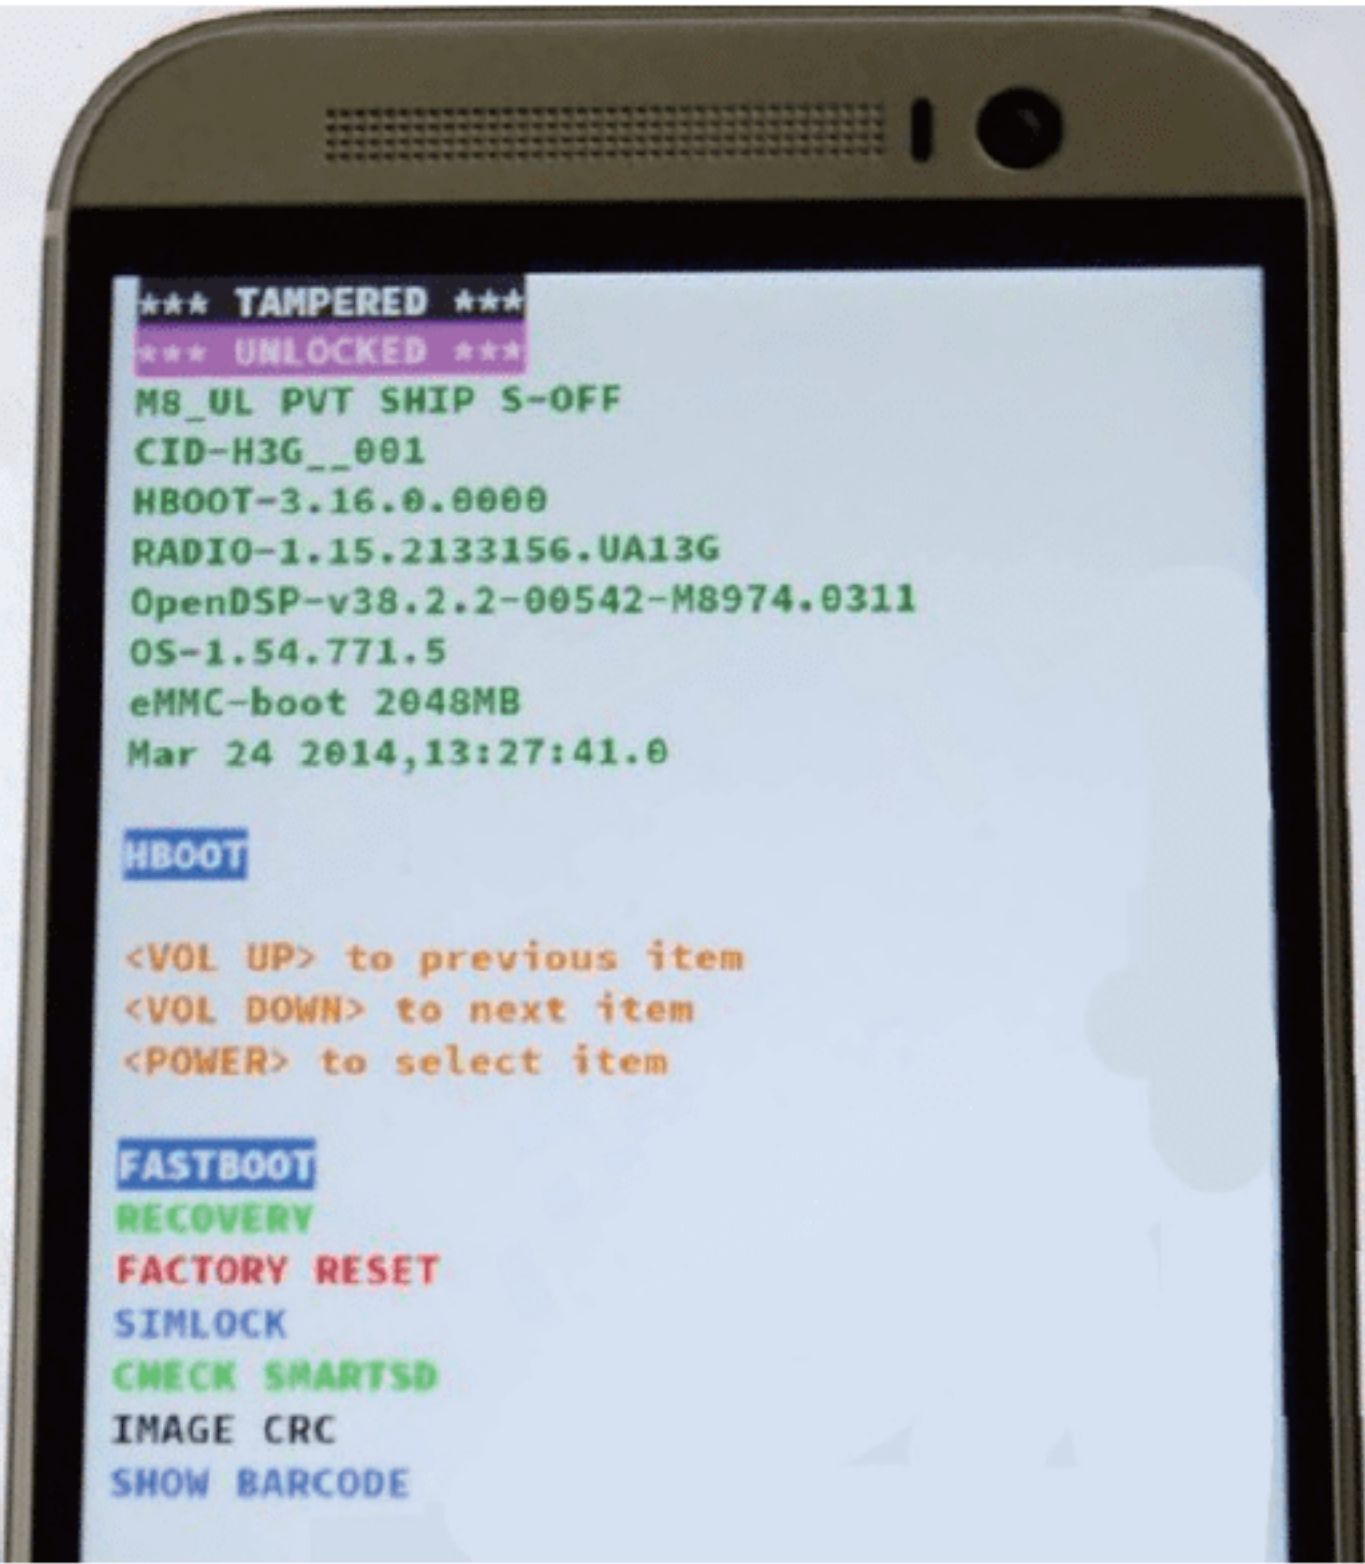 *** TAMPERED ***
*** UNLOCKED ***
M8_UL PVT SHIP S-OFF
CID-H3G__001
HBOOT-3.16.0.0000
RADIO-1.15.2133156.UA13G
OpenDSP-v38.2.2-00542-M8974.0311
OS-1.54.771.5
eMMC-boot 2048MB
Mar 24 2014,13:27:41.0
HBOOT
<VOL UP> to previous item
<VOL DOWN> to next item
<POWER> to select item
FASTBOOT
RECOVERY
FACTORY RESET
SIMLOCK
CHECK SMARTSD
IMAGE CRC
SHOW BARCODE